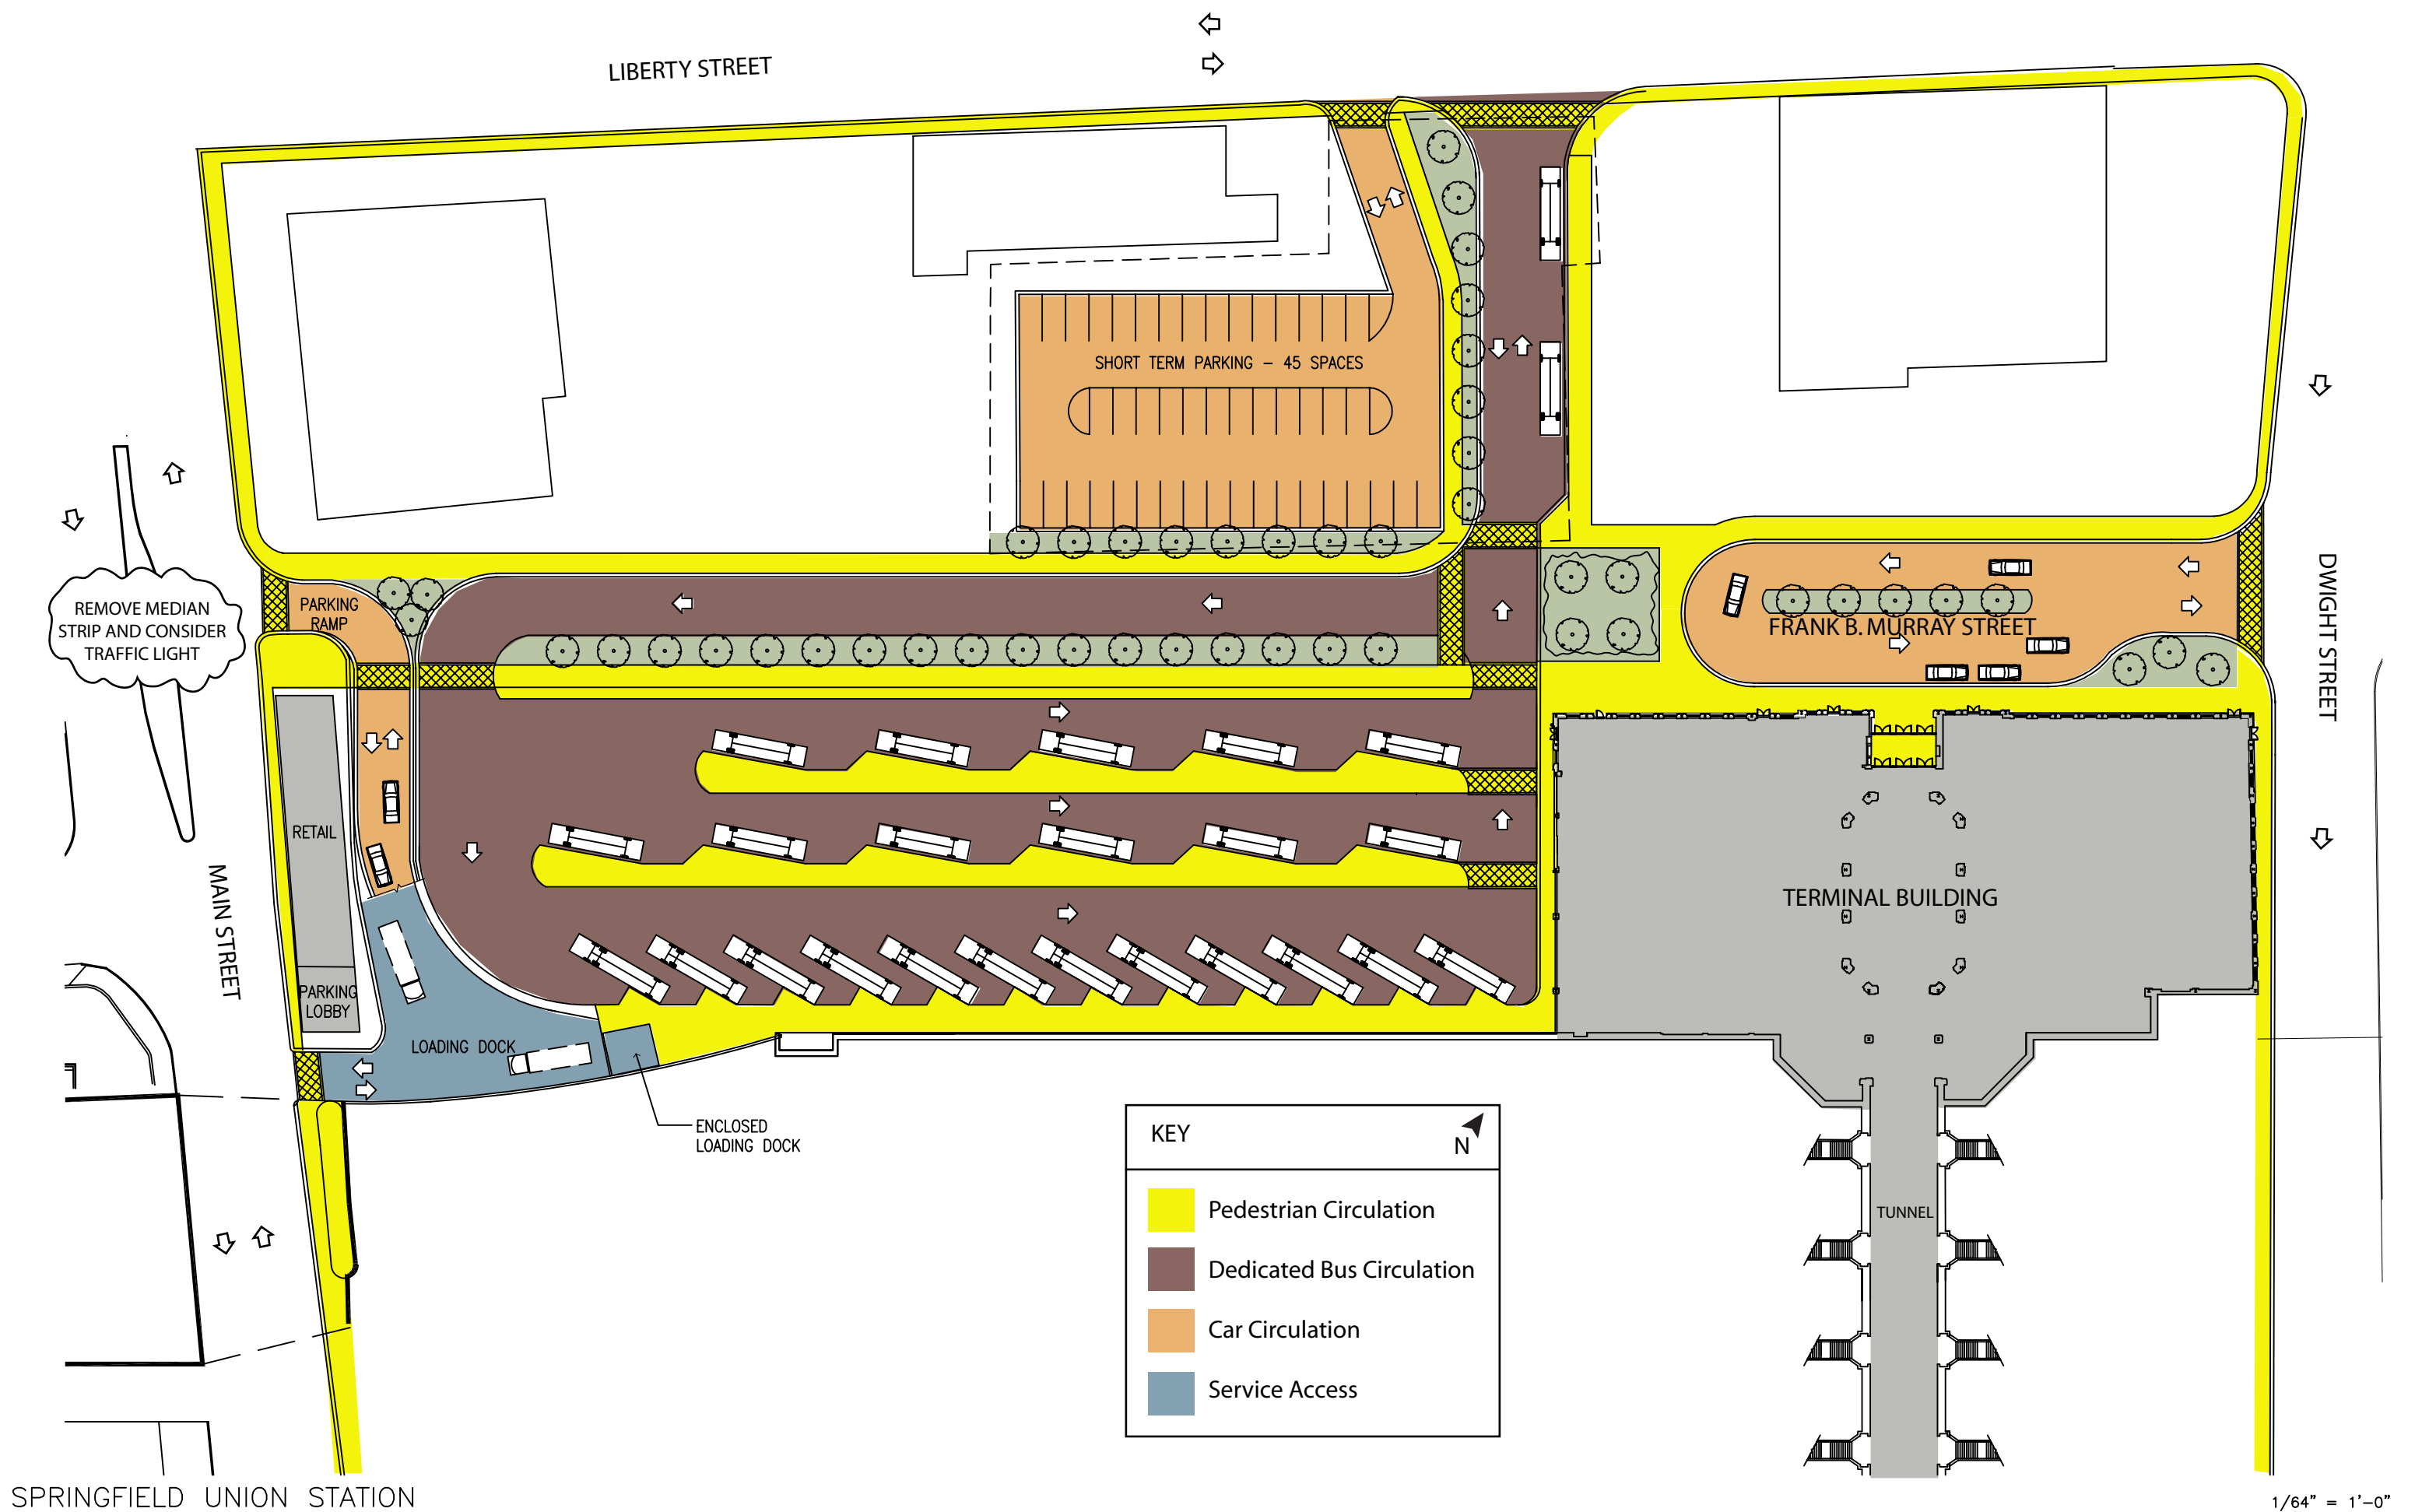 LIBERTY STREET
SHORT TERM PARKING - 45 SPACES
REMOVE MEDIAN
STRIP AND CONSIDER
TRAFFIC LIGHT
PARKING
RAMP
FRANK B. MURRAY STREET
DWIGHT STREET
RETAIL
MAIN STREET
TERMINAL BUILDING
PARKING
LOBBY
LOADING DOCK
ENCLOSED
LOADING DOCK
KEY
N
Pedestrian Circulation
Dedicated Bus Circulation
Car Circulation
Service Access
TUNNEL
SPRINGFIELD UNION STATION
1/64" = 1'-0"